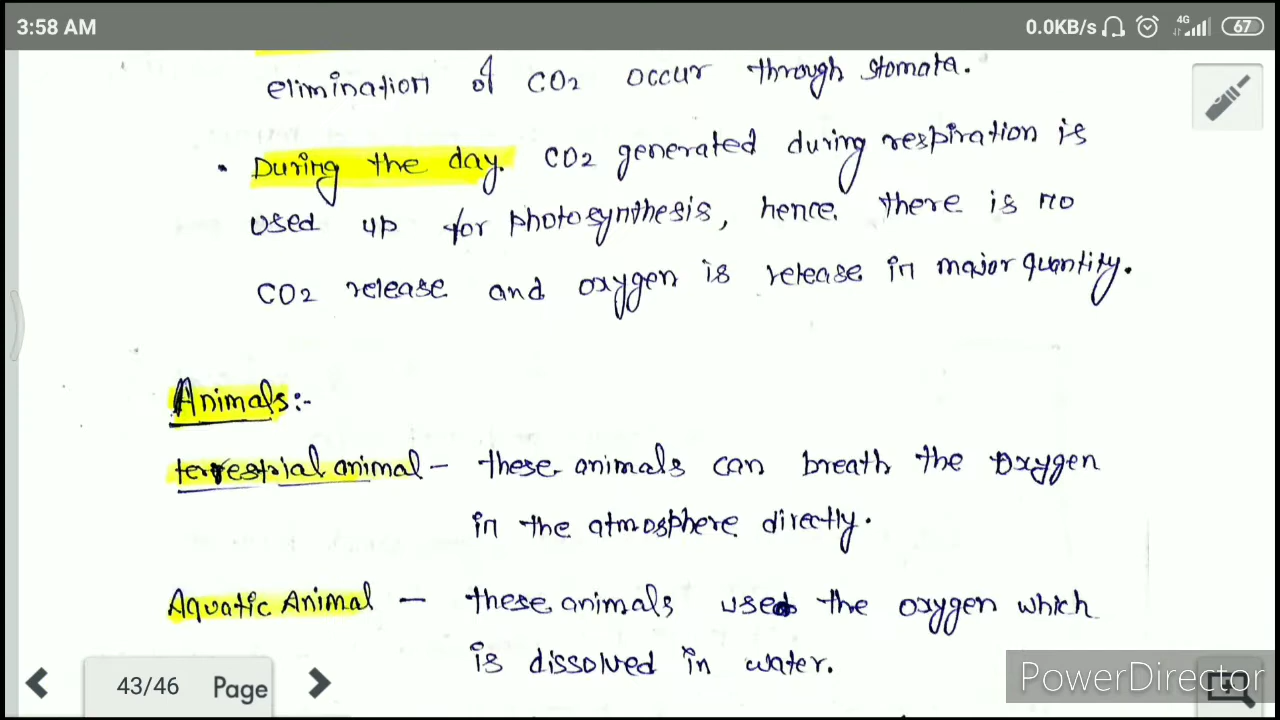 3:58 AM 0.0KB/s 4G 67
elimination of CO2 occur through stomata.
• During the day. CO2 generated during respiration is
used up for photosynthesis, hence there is no
CO2 release and oxygen is release in major quantity.
Animals:-
terrestrial animal - these animals can breath the oxygen
in the atmosphere directly.
Aquatic Animal - these animals used the oxygen which
is dissolved in water.
43/46 Page
PowerDirector